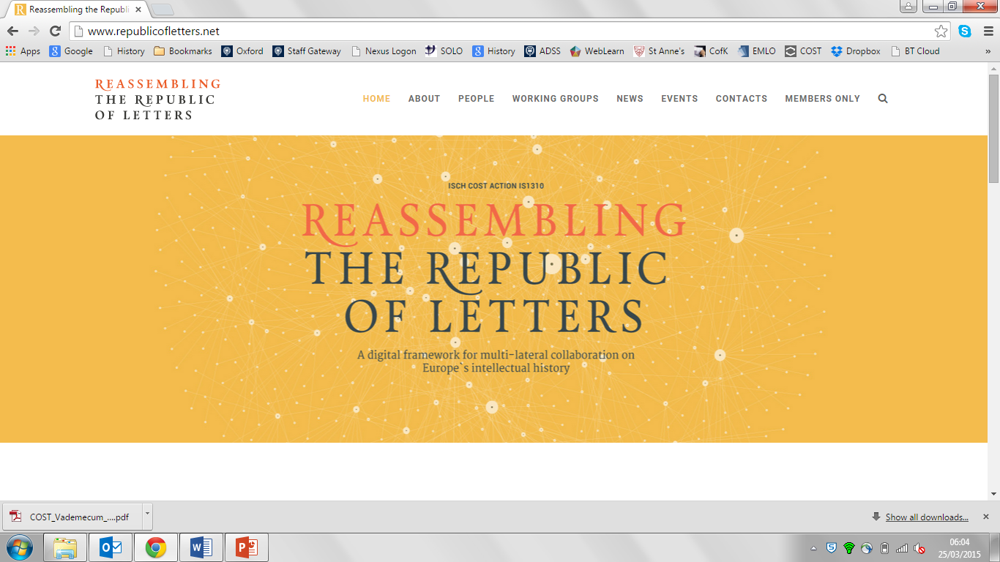 Reassembling the Republi
www.republicofletters.net
Apps Google History Bookmarks Oxford Staff Gateway Nexus Logon SOLO History ADSS WebLearn St Anne's CofK EMLO COST Dropbox BT Cloud »
REASSEMBLING
THE REPUBLIC
OF LETTERS
HOME ABOUT PEOPLE WORKING GROUPS NEWS EVENTS CONTACTS MEMBERS ONLY
ISCH COST ACTION IS1310
REASSEMBLING
THE REPUBLIC
OF LETTERS
A digital framework for multi-lateral collaboration on
Europe`s intellectual history
COST_Vademecum_....pdf
Show all downloads...
06:04
25/03/2015